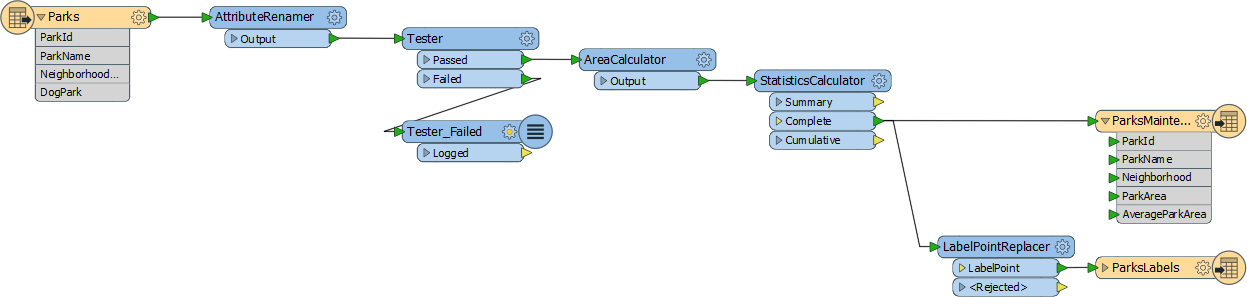 Parks
ParkId
ParkName
Neighborhood...
DogPark
AttributeRenamer
Output
Tester
Passed
Failed
Tester_Failed
Logged
AreaCalculator
Output
StatisticsCalculator
Summary
Complete
Cumulative
ParksMainte...
ParkId
ParkName
Neighborhood
ParkArea
AverageParkArea
LabelPointReplacer
LabelPoint
<Rejected>
ParksLabels